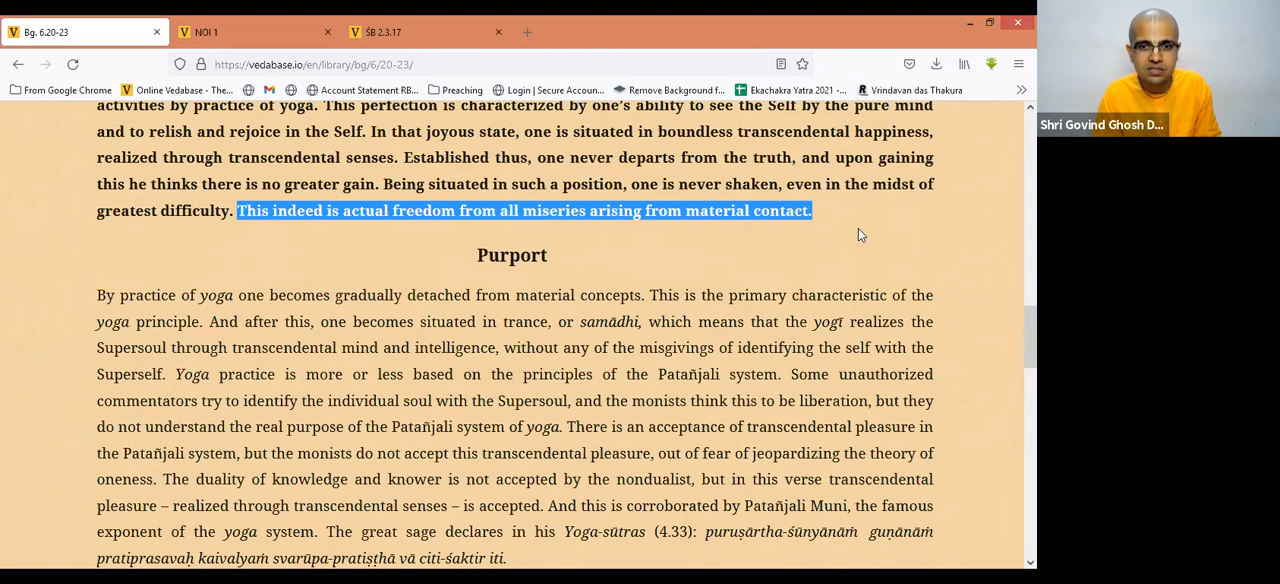 Bg. 6.20-23
NOI 1
ŚB 2.3.17
https://vedabase.io/en/library/bg/6/20-23/
From Google Chrome
Online Vedabase - The...
Account Statement RB...
Preaching
Login | Secure Accoun...
Remove Background f...
Ekachakra Yatra 2021 -...
Vrindavan das Thakura
activities by practice of yoga. This perfection is characterized by one’s ability to see the Self by the pure mind
and to relish and rejoice in the Self. In that joyous state, one is situated in boundless transcendental happiness,
realized through transcendental senses. Established thus, one never departs from the truth, and upon gaining
this he thinks there is no greater gain. Being situated in such a position, one is never shaken, even in the midst of
greatest difficulty. This indeed is actual freedom from all miseries arising from material contact.
Purport
By practice of yoga one becomes gradually detached from material concepts. This is the primary characteristic of the
yoga principle. And after this, one becomes situated in trance, or samādhi, which means that the yogī realizes the
Supersoul through transcendental mind and intelligence, without any of the misgivings of identifying the self with the
Superself. Yoga practice is more or less based on the principles of the Patañjali system. Some unauthorized
commentators try to identify the individual soul with the Supersoul, and the monists think this to be liberation, but they
do not understand the real purpose of the Patañjali system of yoga. There is an acceptance of transcendental pleasure in
the Patañjali system, but the monists do not accept this transcendental pleasure, out of fear of jeopardizing the theory of
oneness. The duality of knowledge and knower is not accepted by the nondualist, but in this verse transcendental
pleasure – realized through transcendental senses – is accepted. And this is corroborated by Patañjali Muni, the famous
exponent of the yoga system. The great sage declares in his Yoga-sūtras (4.33): puruṣārtha-śūnyānāṁ guṇānāṁ
pratiprasavaḥ kaivalyaṁ svarūpa-pratiṣṭhā vā citi-śaktir iti.
Shri Govind Ghosh D...